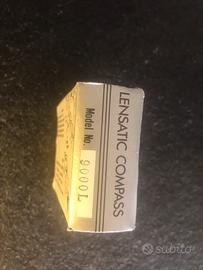 LENSATIC COMPASS
Model No. 9000L
subito